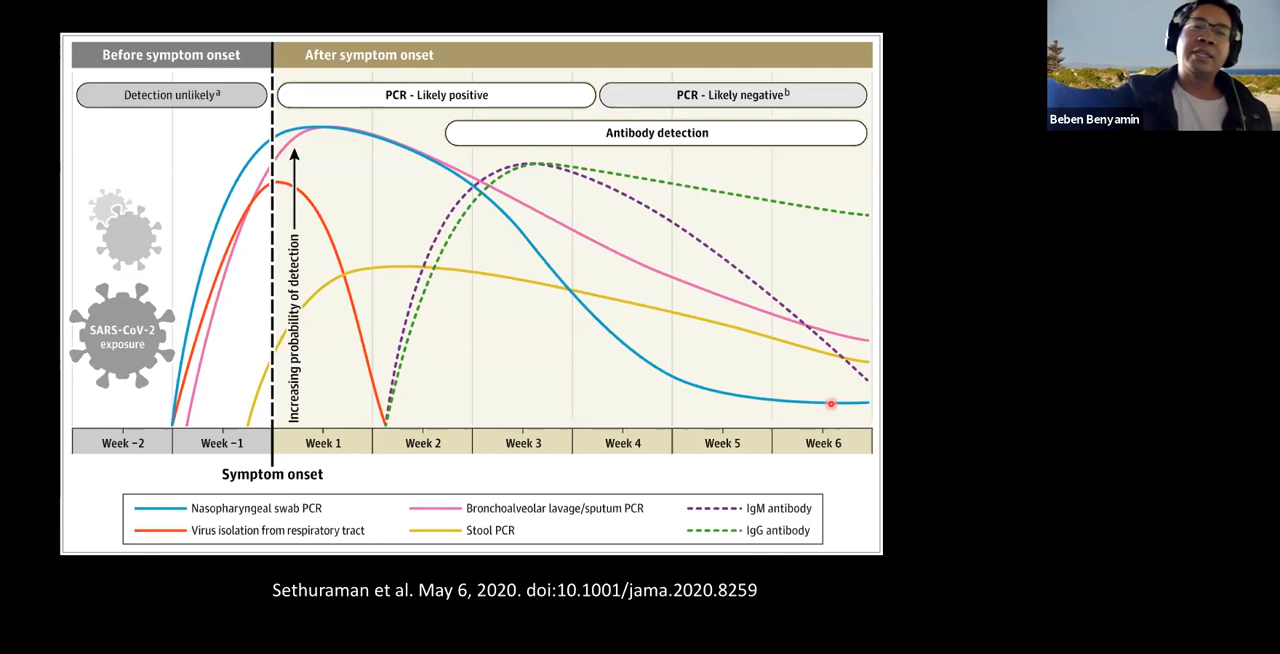 Before symptom onset
After symptom onset
Detection unlikelyᵃ
PCR - Likely positive
PCR - Likely negativeᵇ
Antibody detection
Beben Benyamin
SARS-CoV-2
exposure
Increasing probability of detection
Week −2
Week −1
Week 1
Week 2
Week 3
Week 4
Week 5
Week 6
Symptom onset
Nasopharyngeal swab PCR
Bronchoalveolar lavage/sputum PCR
IgM antibody
Virus isolation from respiratory tract
Stool PCR
IgG antibody
Sethuraman et al. May 6, 2020. doi:10.1001/jama.2020.8259